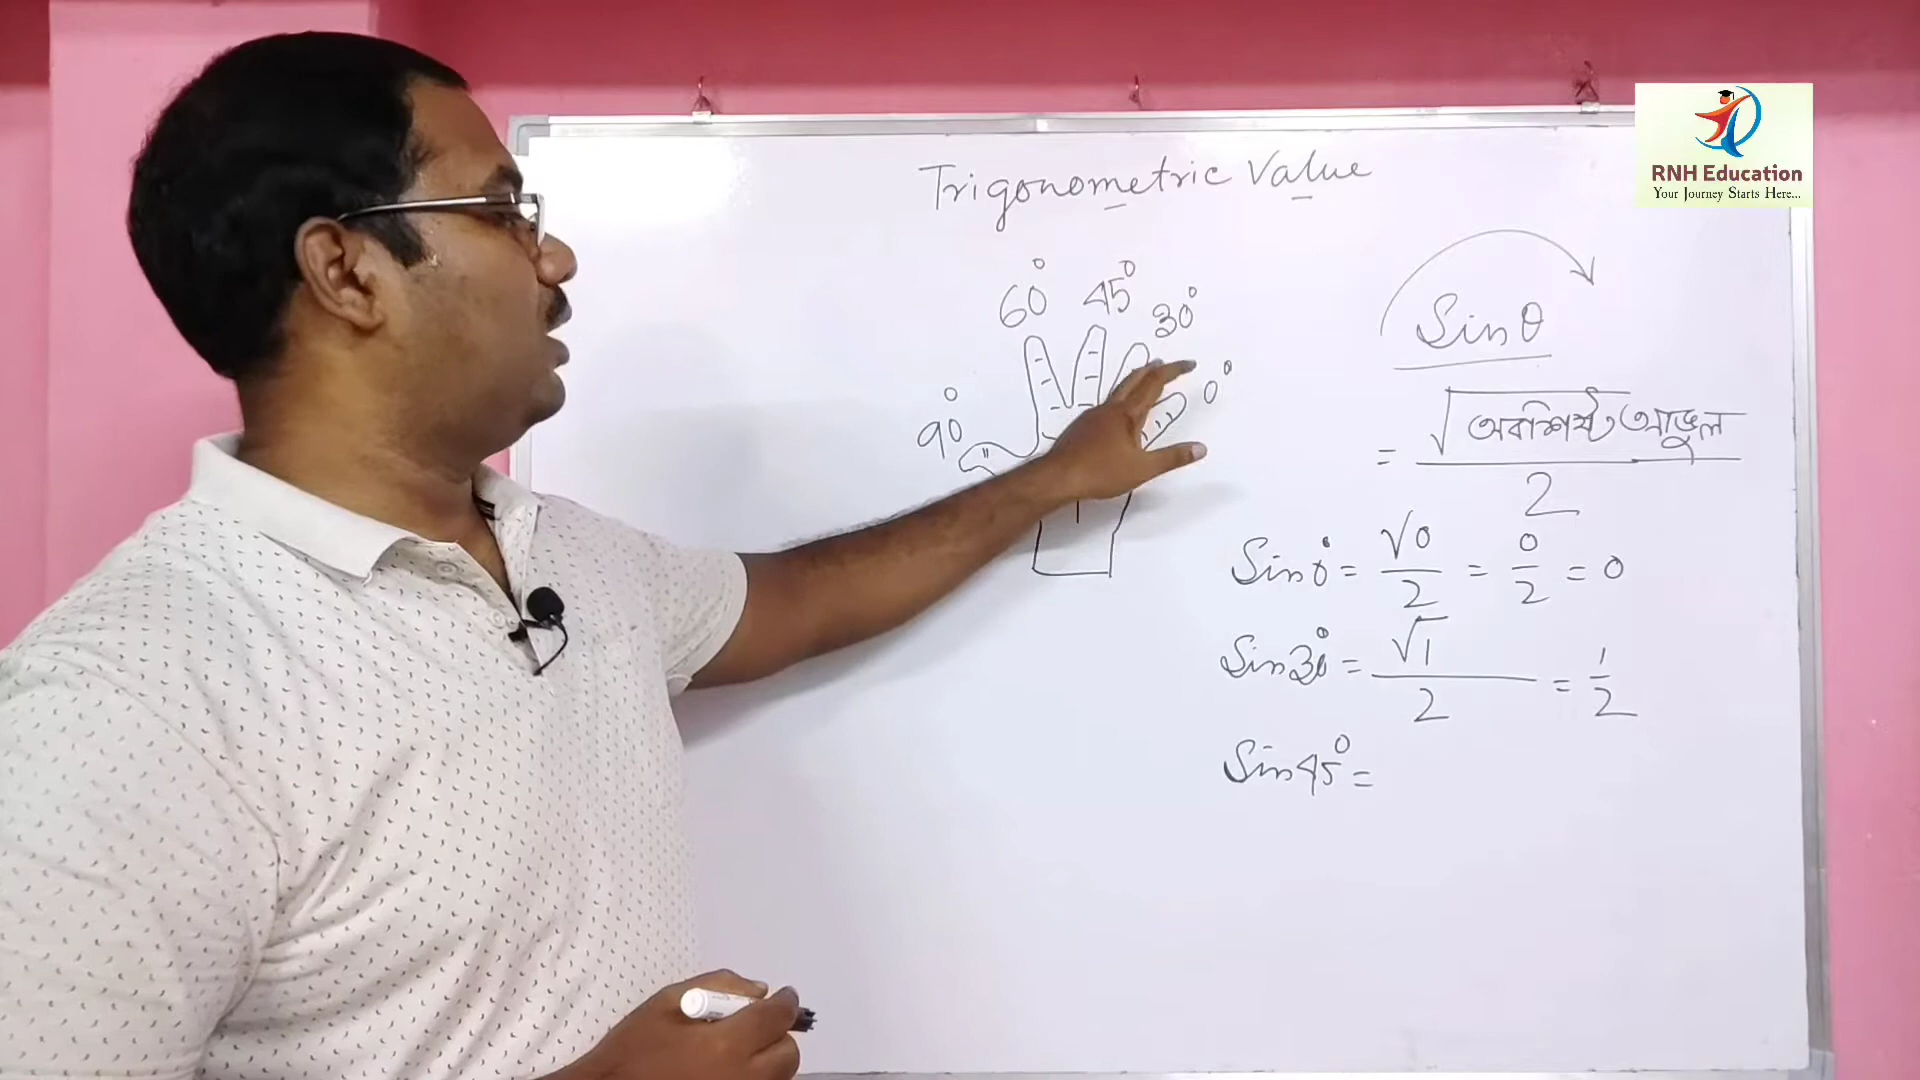 Trigonometric Value
RNH Education
Your Journey Starts Here...
60° 45° 30°
90° 0°
Sin θ
= √অবশিষ্ট আঙুল / 2
Sin 0° = √0/2 = 0/2 = 0
Sin 30° = √1/2 = 1/2
Sin 45° =